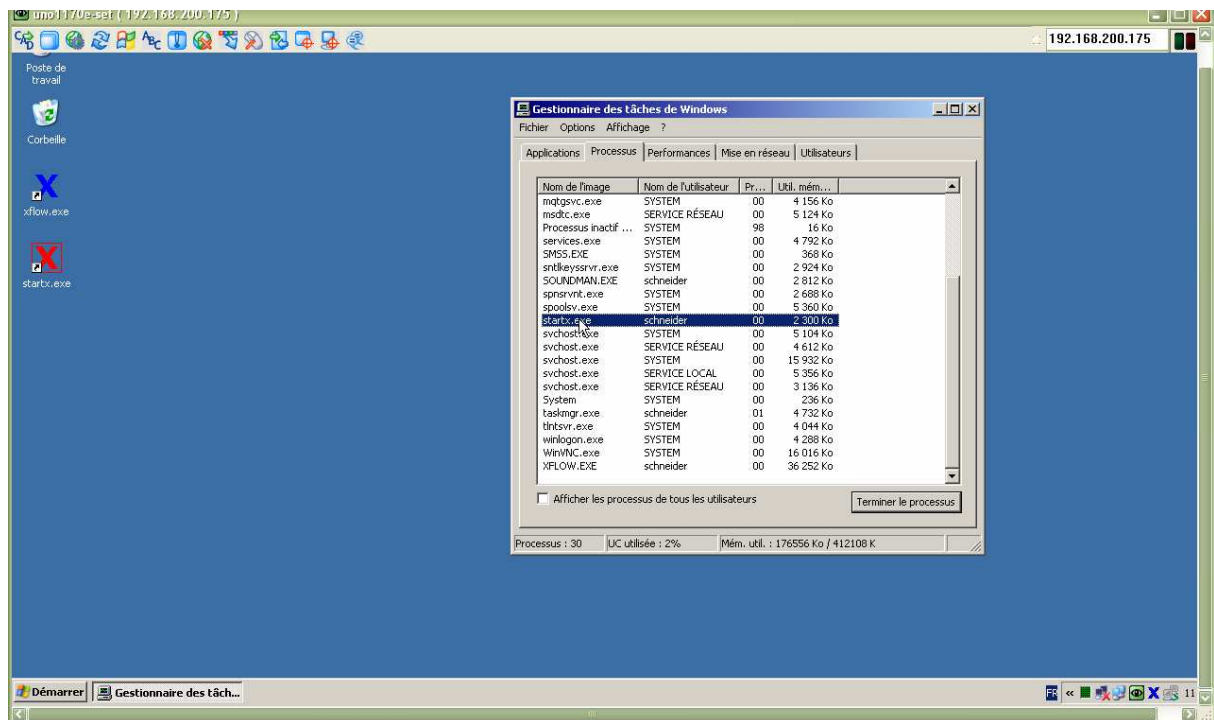 uno1170e-set ( 192.168.200.175 )
192.168.200.175
Poste de
travail
Corbeille
xflow.exe
startx.exe
Gestionnaire des tâches de Windows
Fichier Options Affichage ?
Applications Processus Performances Mise en réseau Utilisateurs
Nom de l'image Nom de l'utilisateur Pr... Util. mém...
mqtgsvc.exe SYSTEM 00 4 156 Ko
msdtc.exe SERVICE RÉSEAU 00 5 124 Ko
Processus inactif ... SYSTEM 98 16 Ko
services.exe SYSTEM 00 4 792 Ko
SMSS.EXE SYSTEM 00 368 Ko
sntlkeyssrvr.exe SYSTEM 00 2 924 Ko
SOUNDMAN.EXE schneider 00 2 812 Ko
spnsrvnt.exe SYSTEM 00 2 688 Ko
spoolsv.exe SYSTEM 00 5 360 Ko
startx.exe schneider 00 2 300 Ko
svchost.exe SYSTEM 00 5 104 Ko
svchost.exe SERVICE RÉSEAU 00 4 612 Ko
svchost.exe SYSTEM 00 15 932 Ko
svchost.exe SERVICE LOCAL 00 5 356 Ko
svchost.exe SERVICE RÉSEAU 00 3 136 Ko
System SYSTEM 00 236 Ko
taskmgr.exe schneider 01 4 732 Ko
tlntsvr.exe SYSTEM 00 4 044 Ko
winlogon.exe SYSTEM 00 4 288 Ko
WinVNC.exe SYSTEM 00 16 016 Ko
XFLOW.EXE schneider 00 36 252 Ko
Afficher les processus de tous les utilisateurs
Terminer le processus
Processus : 30 UC utilisée : 2% Mém. util. : 176556 Ko / 412108 K
Démarrer Gestionnaire des tâch... FR « 11